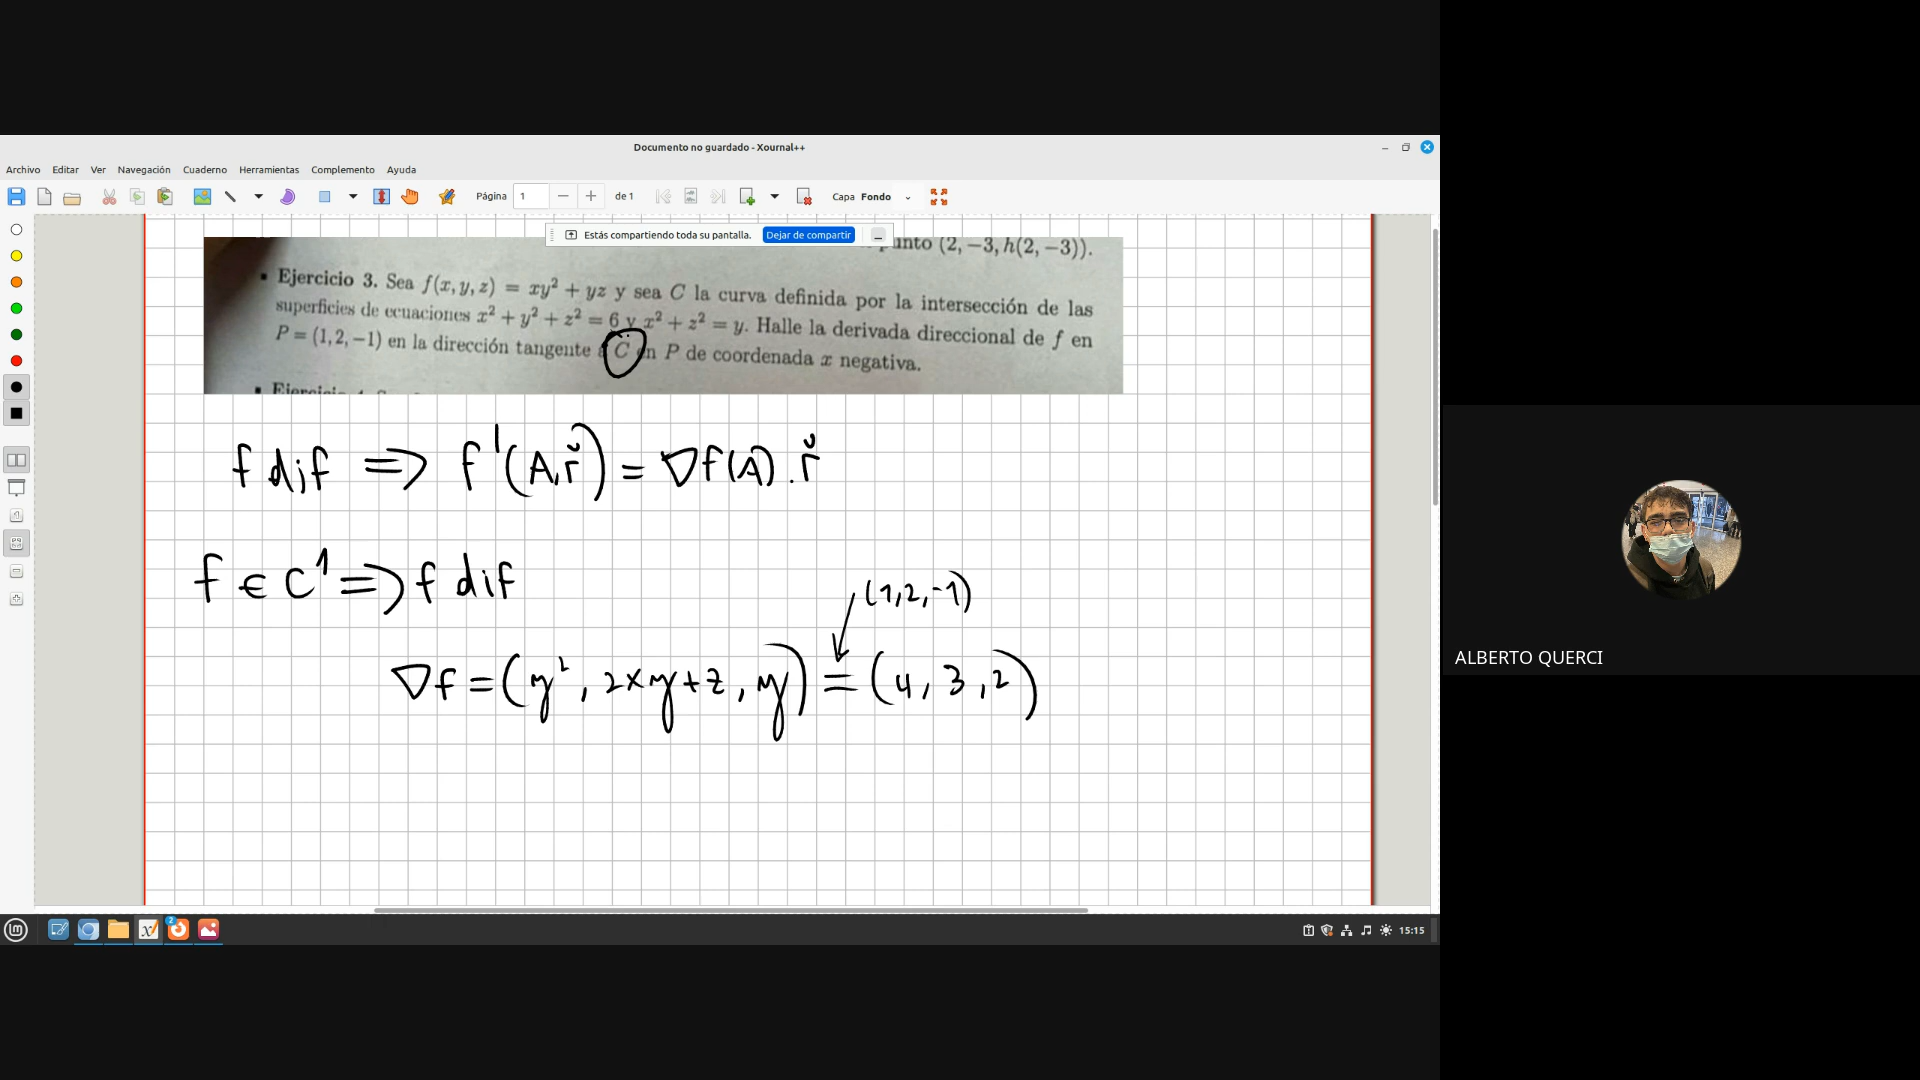 Documento no guardado - Xournal++
Archivo Editar Ver Navegación Cuaderno Herramientas Complemento Ayuda
Página 1 de 1 Capa Fondo
Estás compartiendo toda su pantalla. Dejar de compartir
punto (2, −3, h(2, −3)).
▪ Ejercicio 3. Sea f(x, y, z) = xy² + yz y sea C la curva definida por la intersección de las
superficies de ecuaciones x² + y² + z² = 6 y x² + z² = y. Halle la derivada direccional de f en
P = (1, 2, −1) en la dirección tangente a C en P de coordenada x negativa.
f dif ⟹ f'(A, r̆) = ∇f(A) . r̆
f ∈ C¹ ⟹ f dif
(1,2,-1)
∇f = (y², 2xy+z, y) = (4, 3, 2)
ALBERTO QUERCI
2
15:15